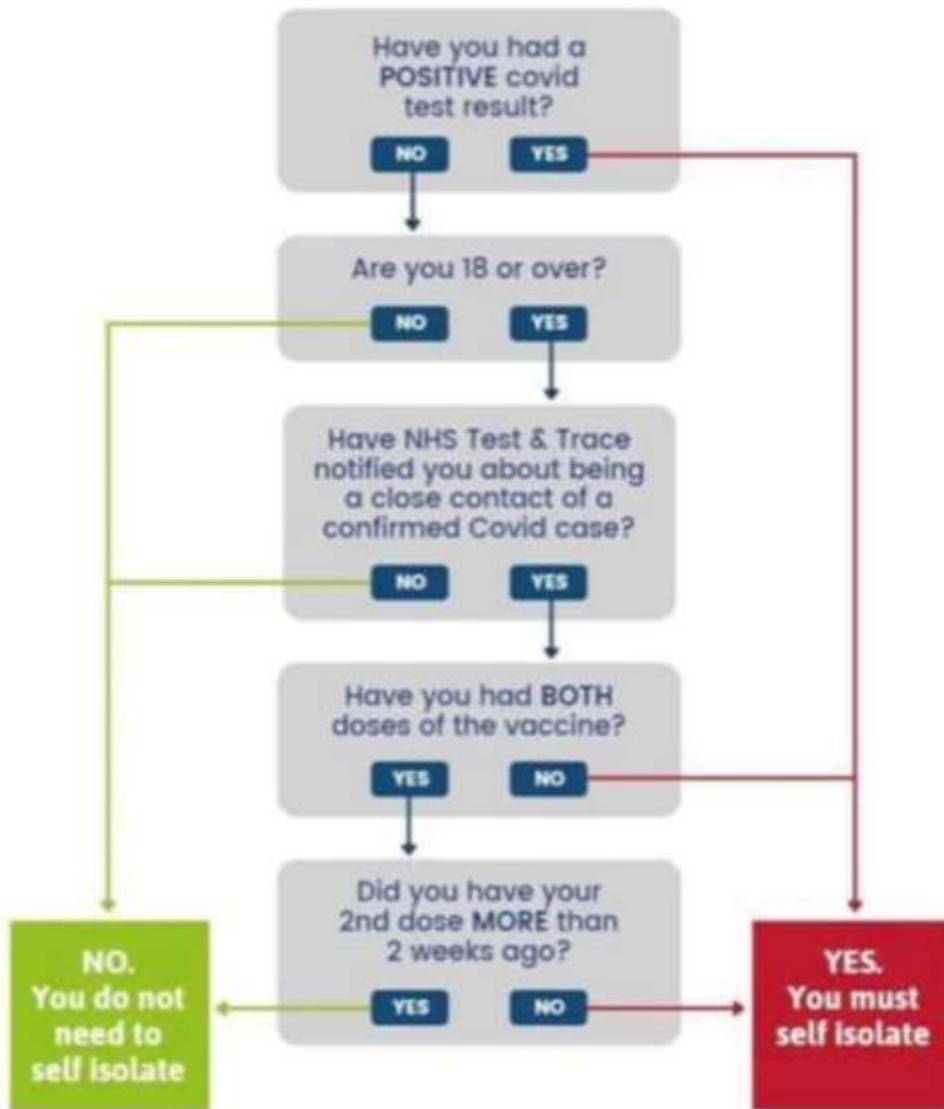 Have you had a
POSITIVE covid
test result?
NO YES
Are you 18 or over?
NO YES
Have NHS Test & Trace
notified you about being
a close contact of a
confirmed Covid case?
NO YES
Have you had BOTH
doses of the vaccine?
YES NO
Did you have your
2nd dose MORE than
2 weeks ago?
YES NO
NO.
You do not
need to
self isolate
YES.
You must
self isolate